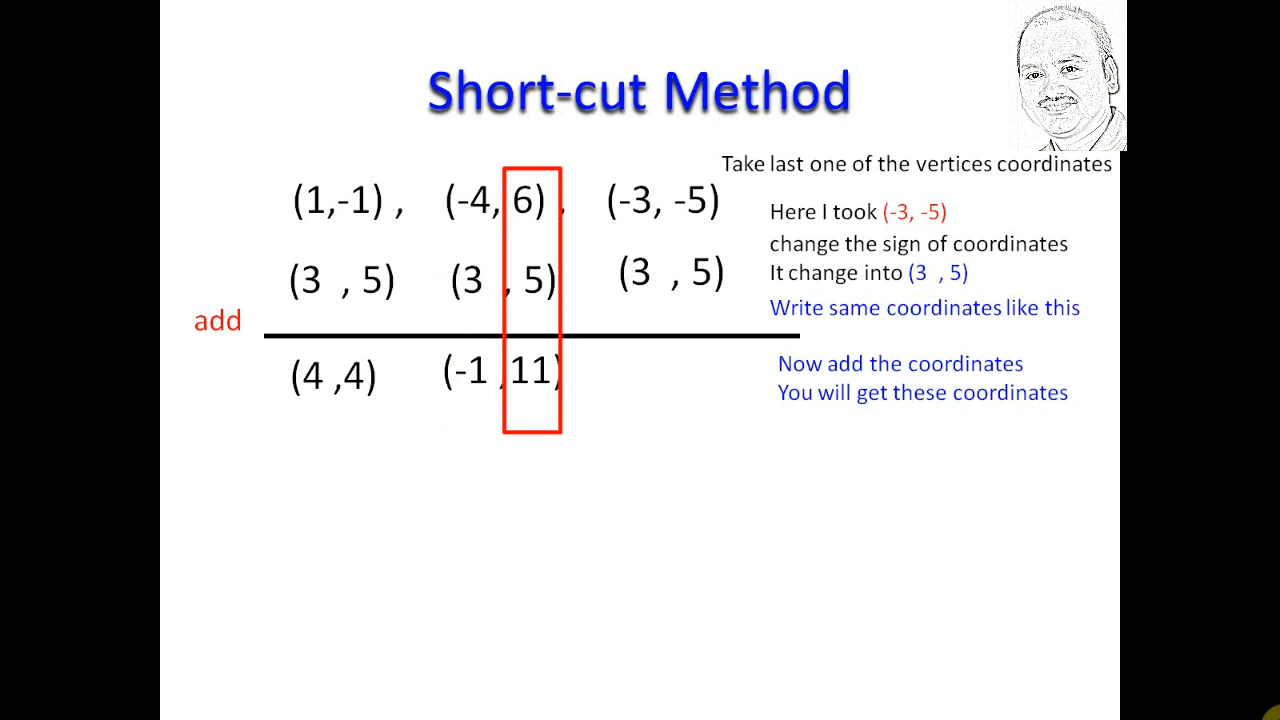 Short-cut Method
Take last one of the vertices coordinates
(1,-1) , (-4, 6) , (-3, -5)
Here I took (-3, -5)
change the sign of coordinates
(3 , 5) (3 , 5) (3 , 5)
It change into (3 , 5)
Write same coordinates like this
add
(4 ,4) (-1 ,11)
Now add the coordinates
You will get these coordinates